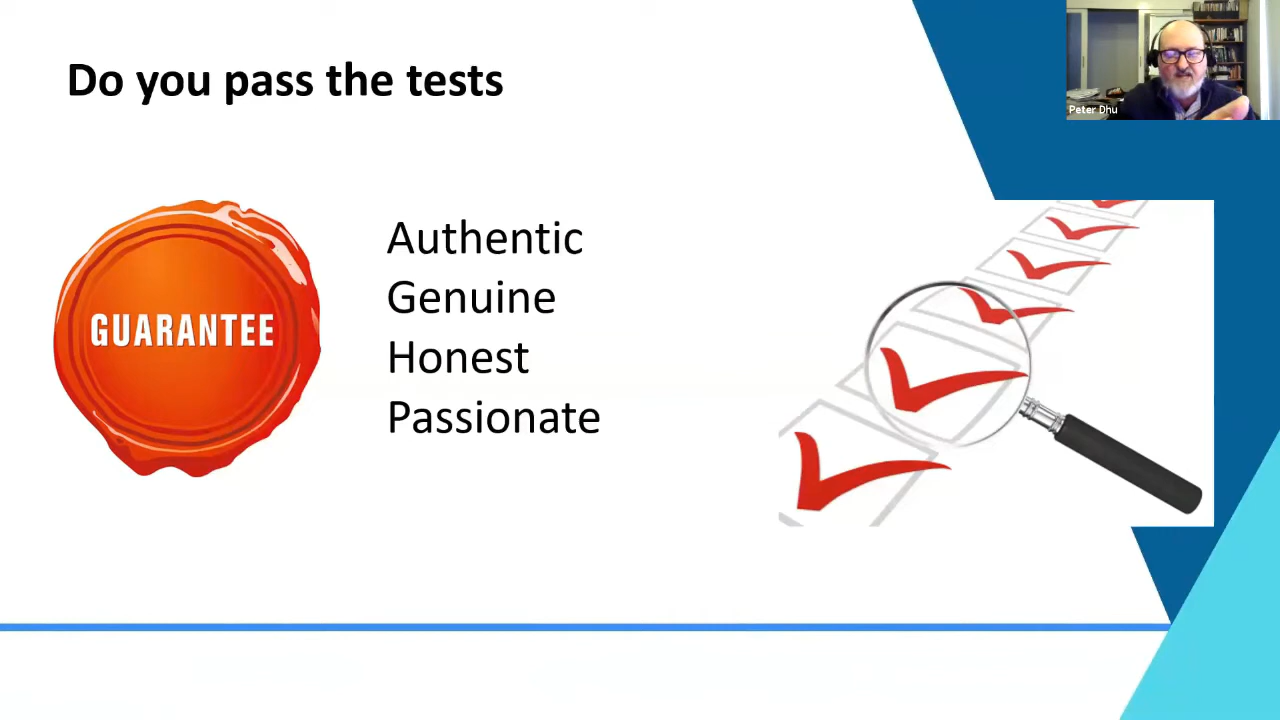 Do you pass the tests
Peter Dhu
GUARANTEE
Authentic
Genuine
Honest
Passionate